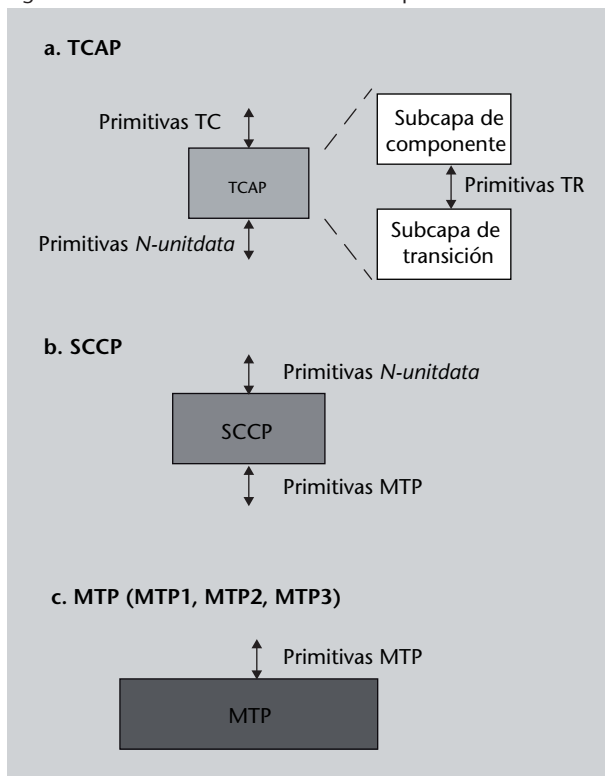 a. TCAP
Primitivas TC
TCAP
Primitivas N-unitdata
Subcapa de
componente
Primitivas TR
Subcapa de
transición
b. SCCP
Primitivas N-unitdata
SCCP
Primitivas MTP
c. MTP (MTP1, MTP2, MTP3)
Primitivas MTP
MTP